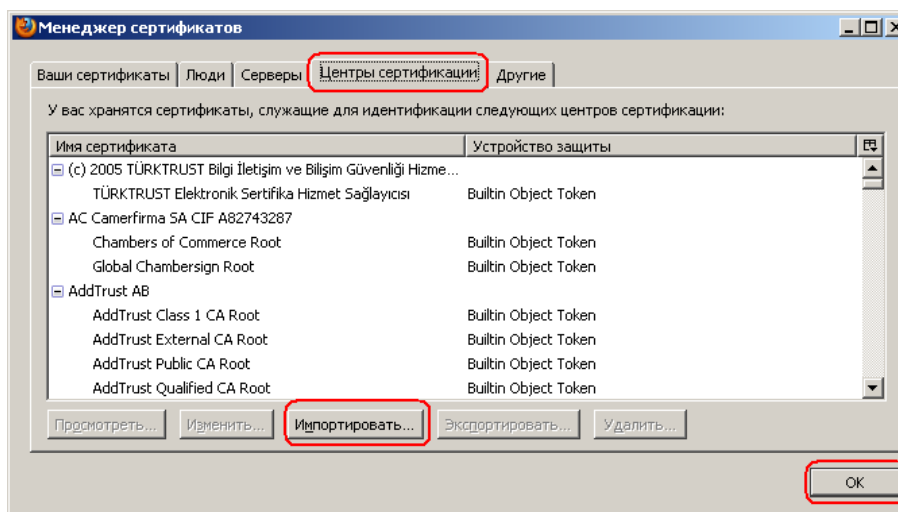 Менеджер сертификатов
Ваши сертификаты Люди Серверы Центры сертификации Другие
У вас хранятся сертификаты, служащие для идентификации следующих центров сертификации:
Имя сертификата Устройство защиты
(c) 2005 TÜRKTRUST Bilgi İletişim ve Bilişim Güvenliği Hizme...
TÜRKTRUST Elektronik Sertifika Hizmet Sağlayıcısı Builtin Object Token
AC Camerfirma SA CIF A82743287
Chambers of Commerce Root Builtin Object Token
Global Chambersign Root Builtin Object Token
AddTrust AB
AddTrust Class 1 CA Root Builtin Object Token
AddTrust External CA Root Builtin Object Token
AddTrust Public CA Root Builtin Object Token
AddTrust Qualified CA Root Builtin Object Token
Просмотреть... Изменить... Импортировать... Экспортировать... Удалить...
OK